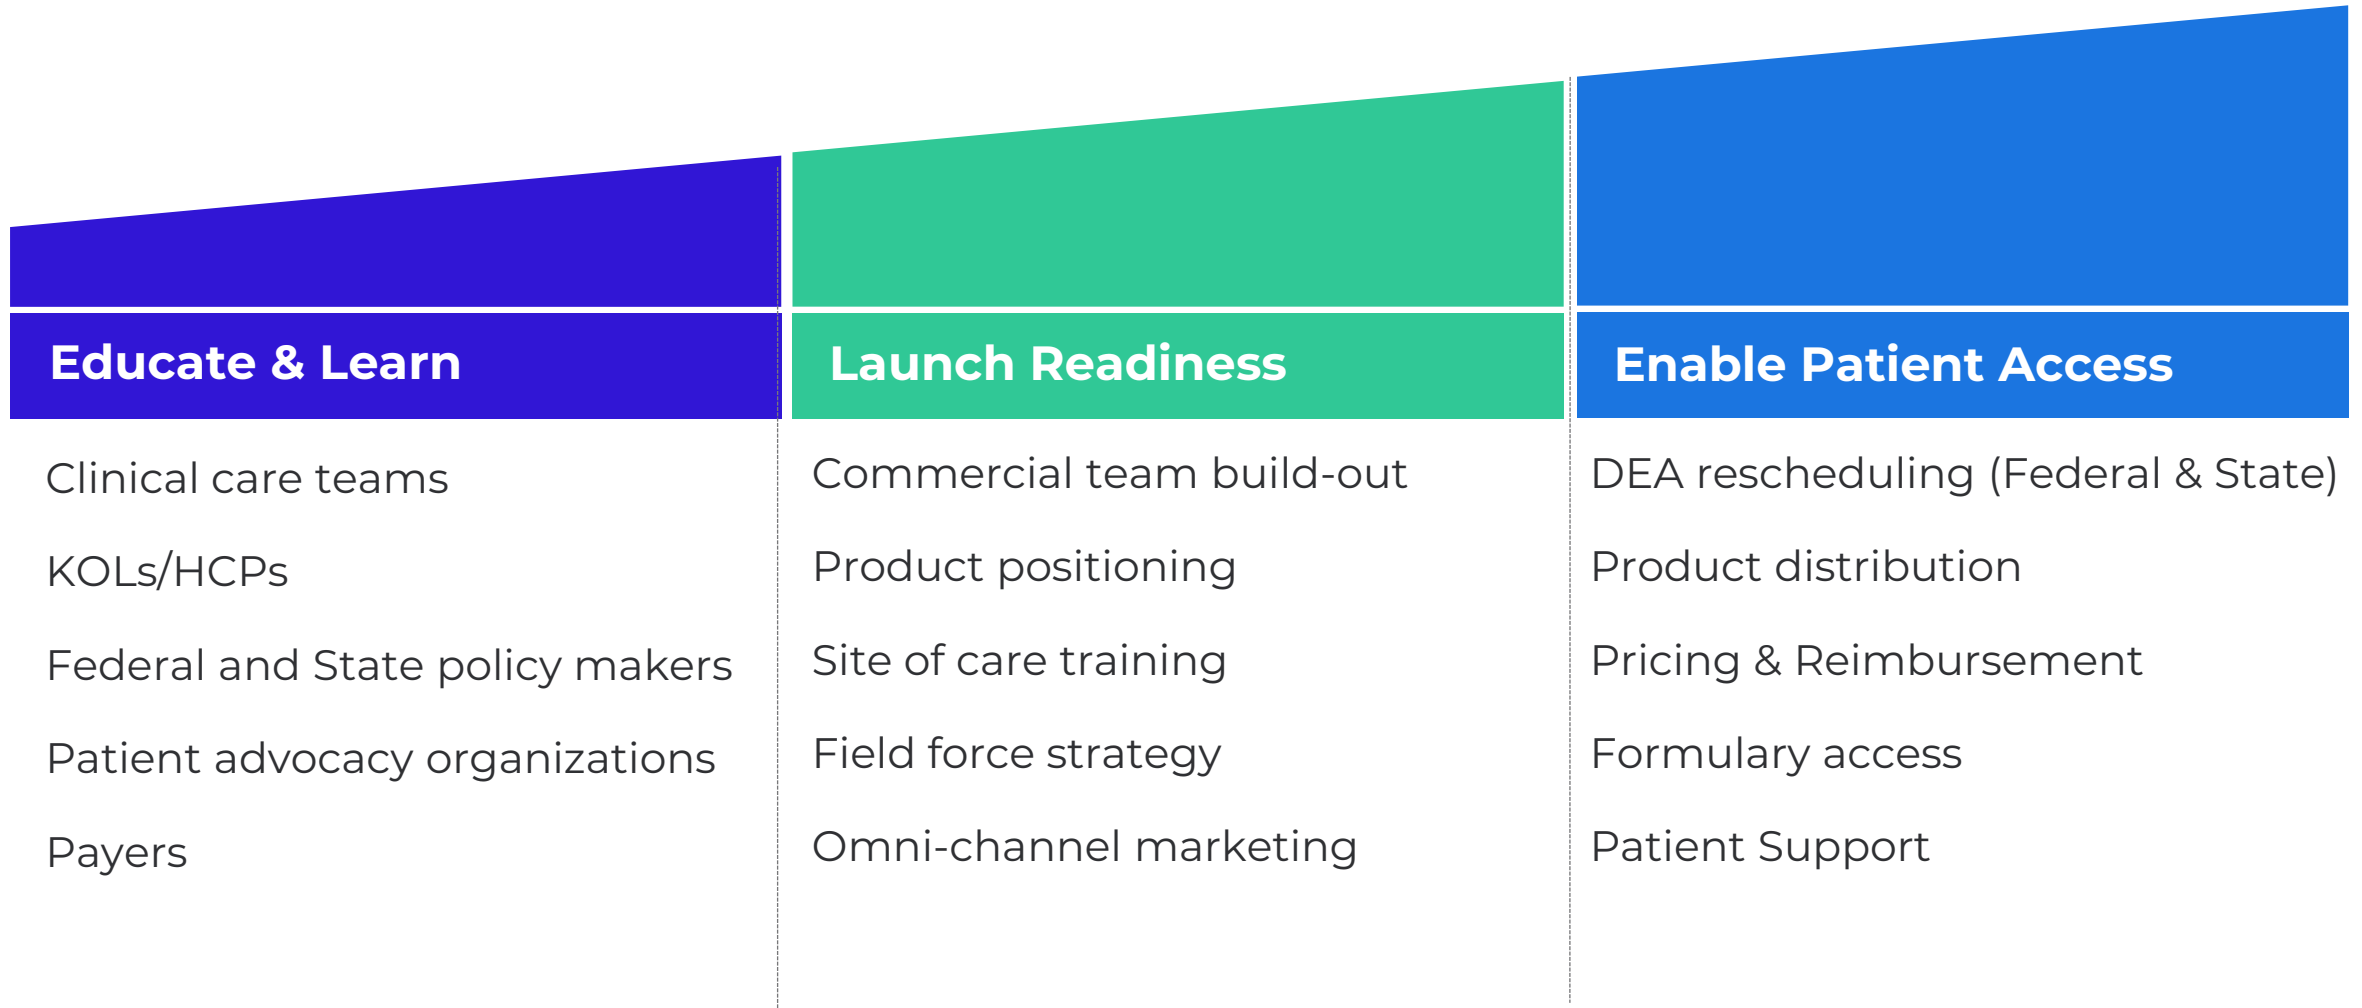 Educate & Learn
Clinical care teams
KOLs/HCPs
Federal and State policy makers
Patient advocacy organizations
Payers
Launch Readiness
Commercial team build-out
Product positioning
Site of care training
Field force strategy
Omni-channel marketing
Enable Patient Access
DEA rescheduling (Federal & State)
Product distribution
Pricing & Reimbursement
Formulary access
Patient Support